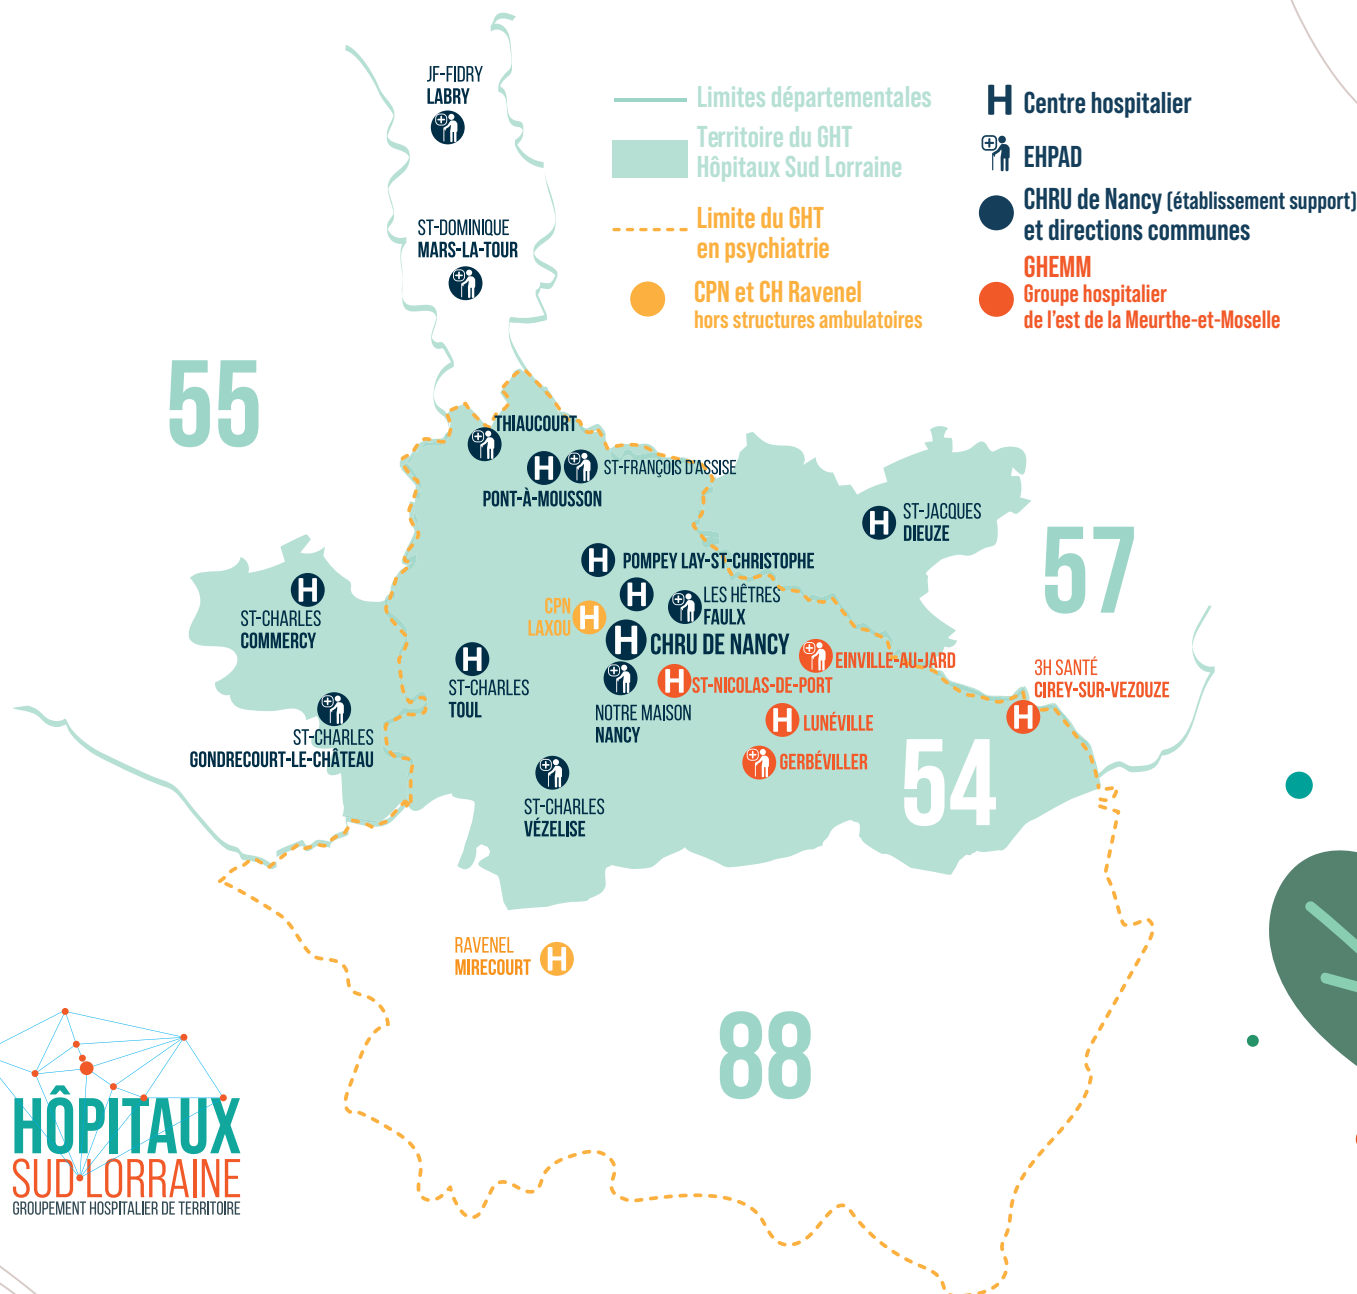 JF-FIDRY
LABRY
Limites départementales
Territoire du GHT
Hôpitaux Sud Lorraine
Limite du GHT
en psychiatrie
CPN et CH Ravenel
hors structures ambulatoires
H Centre hospitalier
EHPAD
CHRU de Nancy (établissement support)
et directions communes
GHEMM
Groupe hospitalier
de l'est de la Meurthe-et-Moselle
ST-DOMINIQUE
MARS-LA-TOUR
55
THIAUCOURT
H
ST-FRANÇOIS D'ASSISE
PONT-À-MOUSSON
H
ST-JACQUES
DIEUZE
57
H
POMPEY LAY-ST-CHRISTOPHE
H
ST-CHARLES
COMMERCY
H
LES HÊTRES
FAULX
CPN
LAXOU
H
H
CHRU DE NANCY
H
ST-CHARLES
TOUL
EINVILLE-AU-JARD
3H SANTÉ
CIREY-SUR-VEZOUZE
H
H
ST-NICOLAS-DE-PORT
NOTRE MAISON
NANCY
H
LUNÉVILLE
ST-CHARLES
GONDRECOURT-LE-CHÂTEAU
GERBÉVILLER
54
ST-CHARLES
VÉZELISE
RAVENEL
MIRECOURT
H
88
HÔPITAUX
SUD LORRAINE
GROUPEMENT HOSPITALIER DE TERRITOIRE